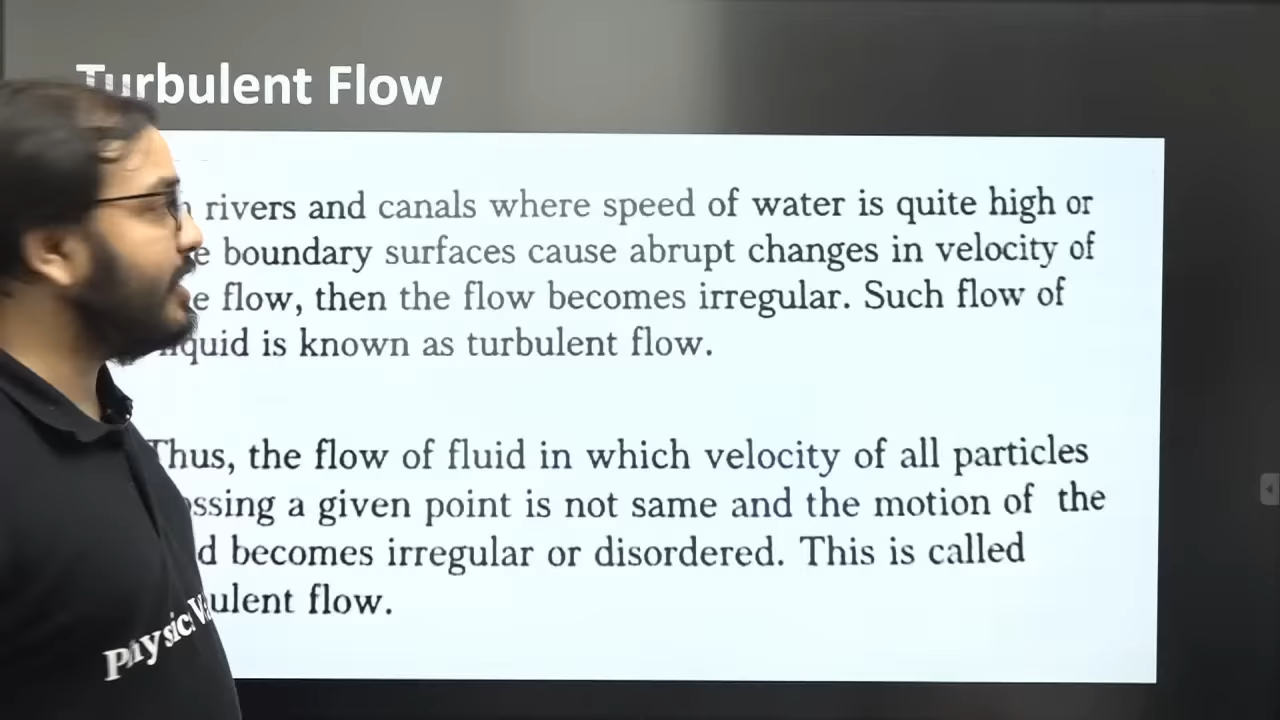 Turbulent Flow
rivers and canals where speed of water is quite high or
boundary surfaces cause abrupt changes in velocity of
flow, then the flow becomes irregular. Such flow of
liquid is known as turbulent flow.
Thus, the flow of fluid in which velocity of all particles
a given point is not same and the motion of the
becomes irregular or disordered. This is called
flow.
Physics